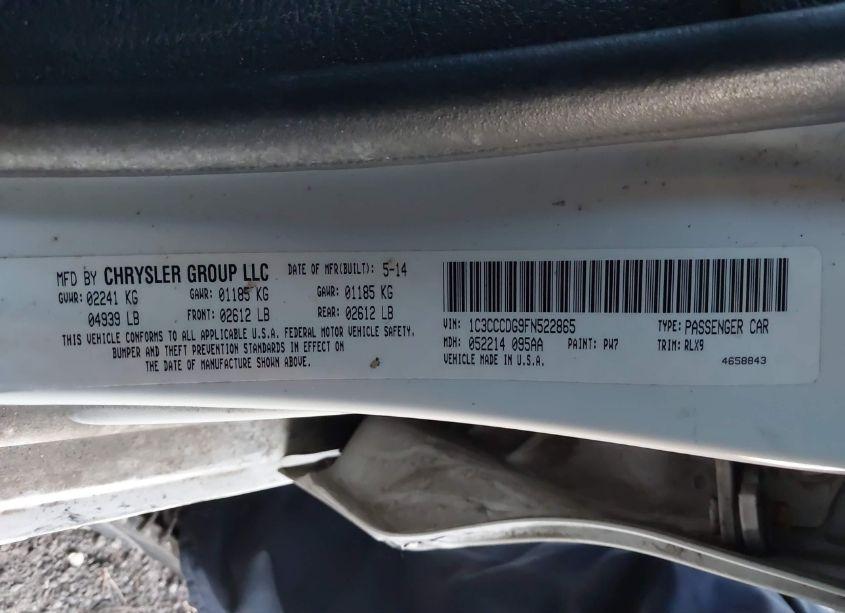 MFD BY CHRYSLER GROUP LLC DATE OF MFR(BUILT): 5-14
GVWR: 02241 KG GAWR: 01185 KG GAWR: 01185 KG
04939 LB FRONT: 02612 LB REAR: 02612 LB
THIS VEHICLE CONFORMS TO ALL APPLICABLE U.S.A. FEDERAL MOTOR VEHICLE SAFETY,
BUMPER AND THEFT PREVENTION STANDARDS IN EFFECT ON
THE DATE OF MANUFACTURE SHOWN ABOVE.
VIN: 1C3CCCDG9FN522865 TYPE: PASSENGER CAR
MDH: 052214 095AA PAINT: PW7 TRIM: RLX9
VEHICLE MADE IN U.S.A. 4658843